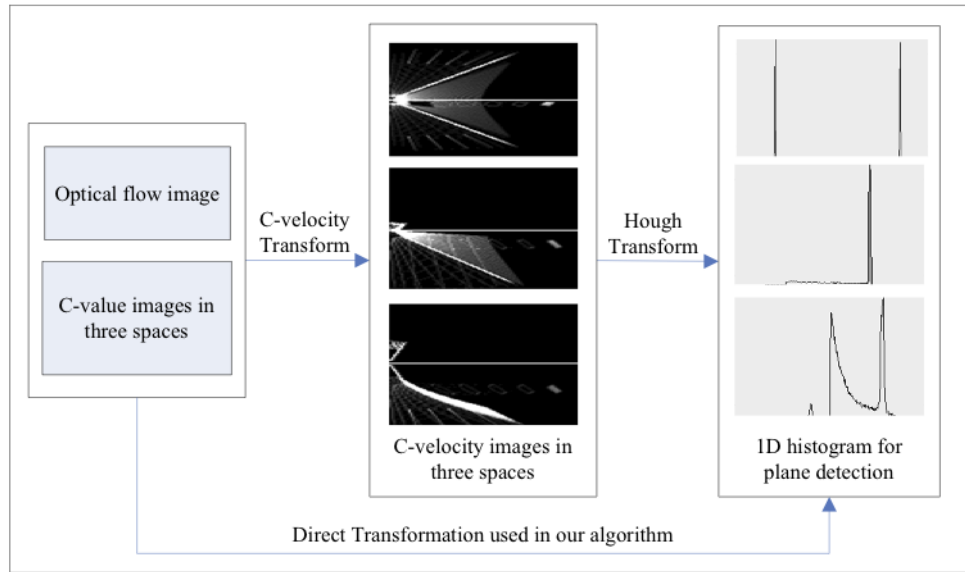 Optical flow image
C-value images in
three spaces
C-velocity
Transform
C-velocity images in
three spaces
Hough
Transform
1D histogram for
plane detection
Direct Transformation used in our algorithm